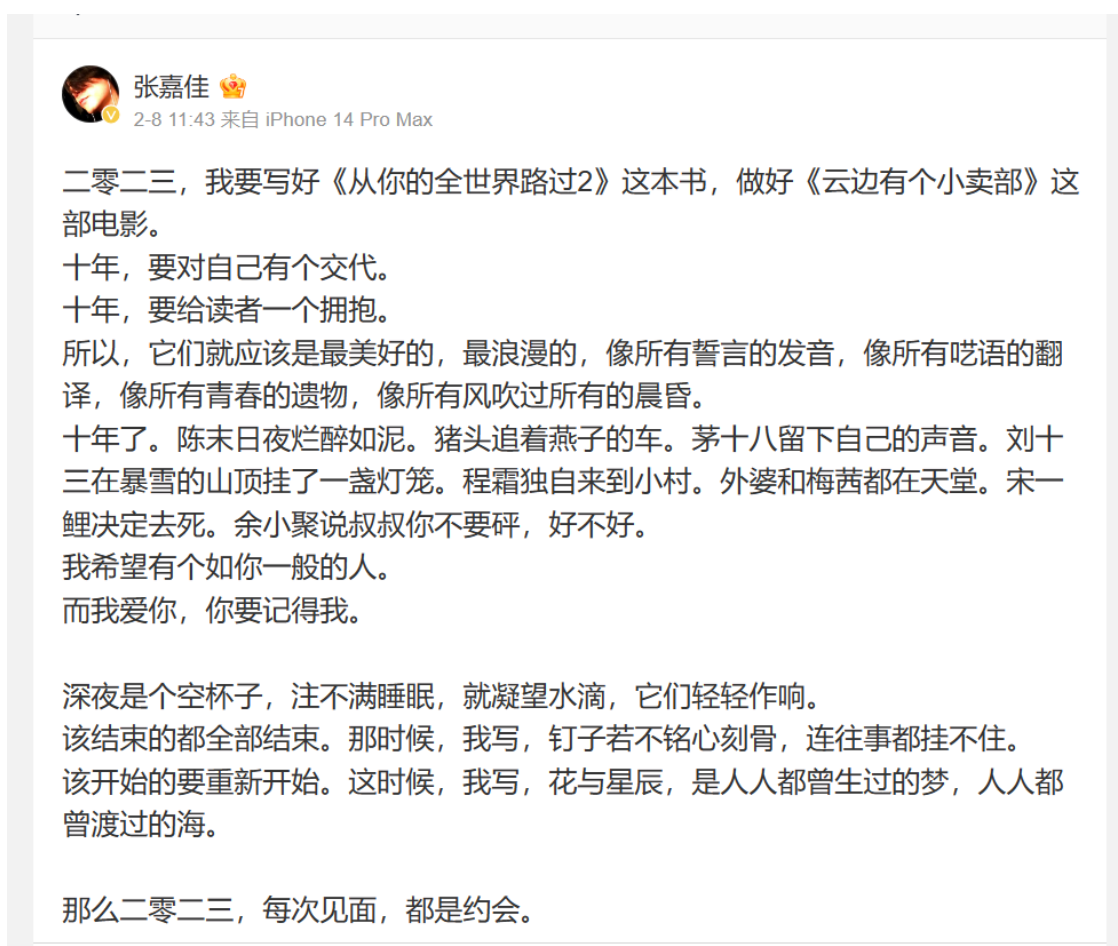 张嘉佳
2-8 11:43 来自 iPhone 14 Pro Max
二零二三，我要写好《从你的全世界路过2》这本书，做好《云边有个小卖部》这
部电影。
十年，要对自己有个交代。
十年，要给读者一个拥抱。
所以，它们就应该是最美好的，最浪漫的，像所有誓言的发音，像所有呓语的翻
译，像所有青春的遗物，像所有风吹过所有的晨昏。
十年了。陈末日夜烂醉如泥。猪头追着燕子的车。茅十八留下自己的声音。刘十
三在暴雪的山顶挂了一盏灯笼。程霜独自来到小村。外婆和梅茜都在天堂。宋一
鲤决定去死。余小聚说叔叔你不要砰，好不好。
我希望有个如你一般的人。
而我爱你，你要记得我。
深夜是个空杯子，注不满睡眠，就凝望水滴，它们轻轻作响。
该结束的都全部结束。那时候，我写，钉子若不铭心刻骨，连往事都挂不住。
该开始的要重新开始。这时候，我写，花与星辰，是人人都曾生过的梦，人人都
曾渡过的海。
那么二零二三，每次见面，都是约会。